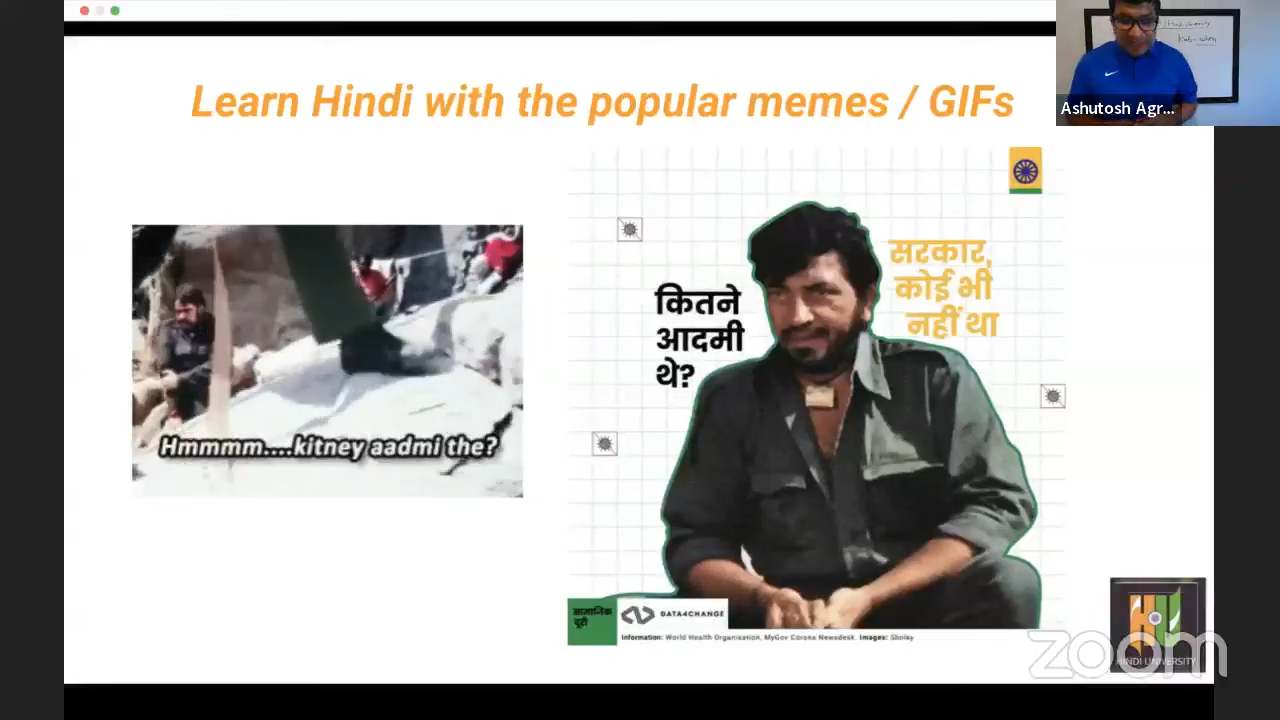 Learn Hindi with the popular memes / GIFs
Ashutosh Agr...
Hmmmm....kitney aadmi the?
कितने
आदमी
थे?
सरकार,
कोई भी
नहीं था
सामाजिक
दूरी
DATA4CHANGE
Information: World Health Organisation, MyGov Corona Newsdesk. Images: Sholay
HU
HINDI UNIVERSITY
zoom